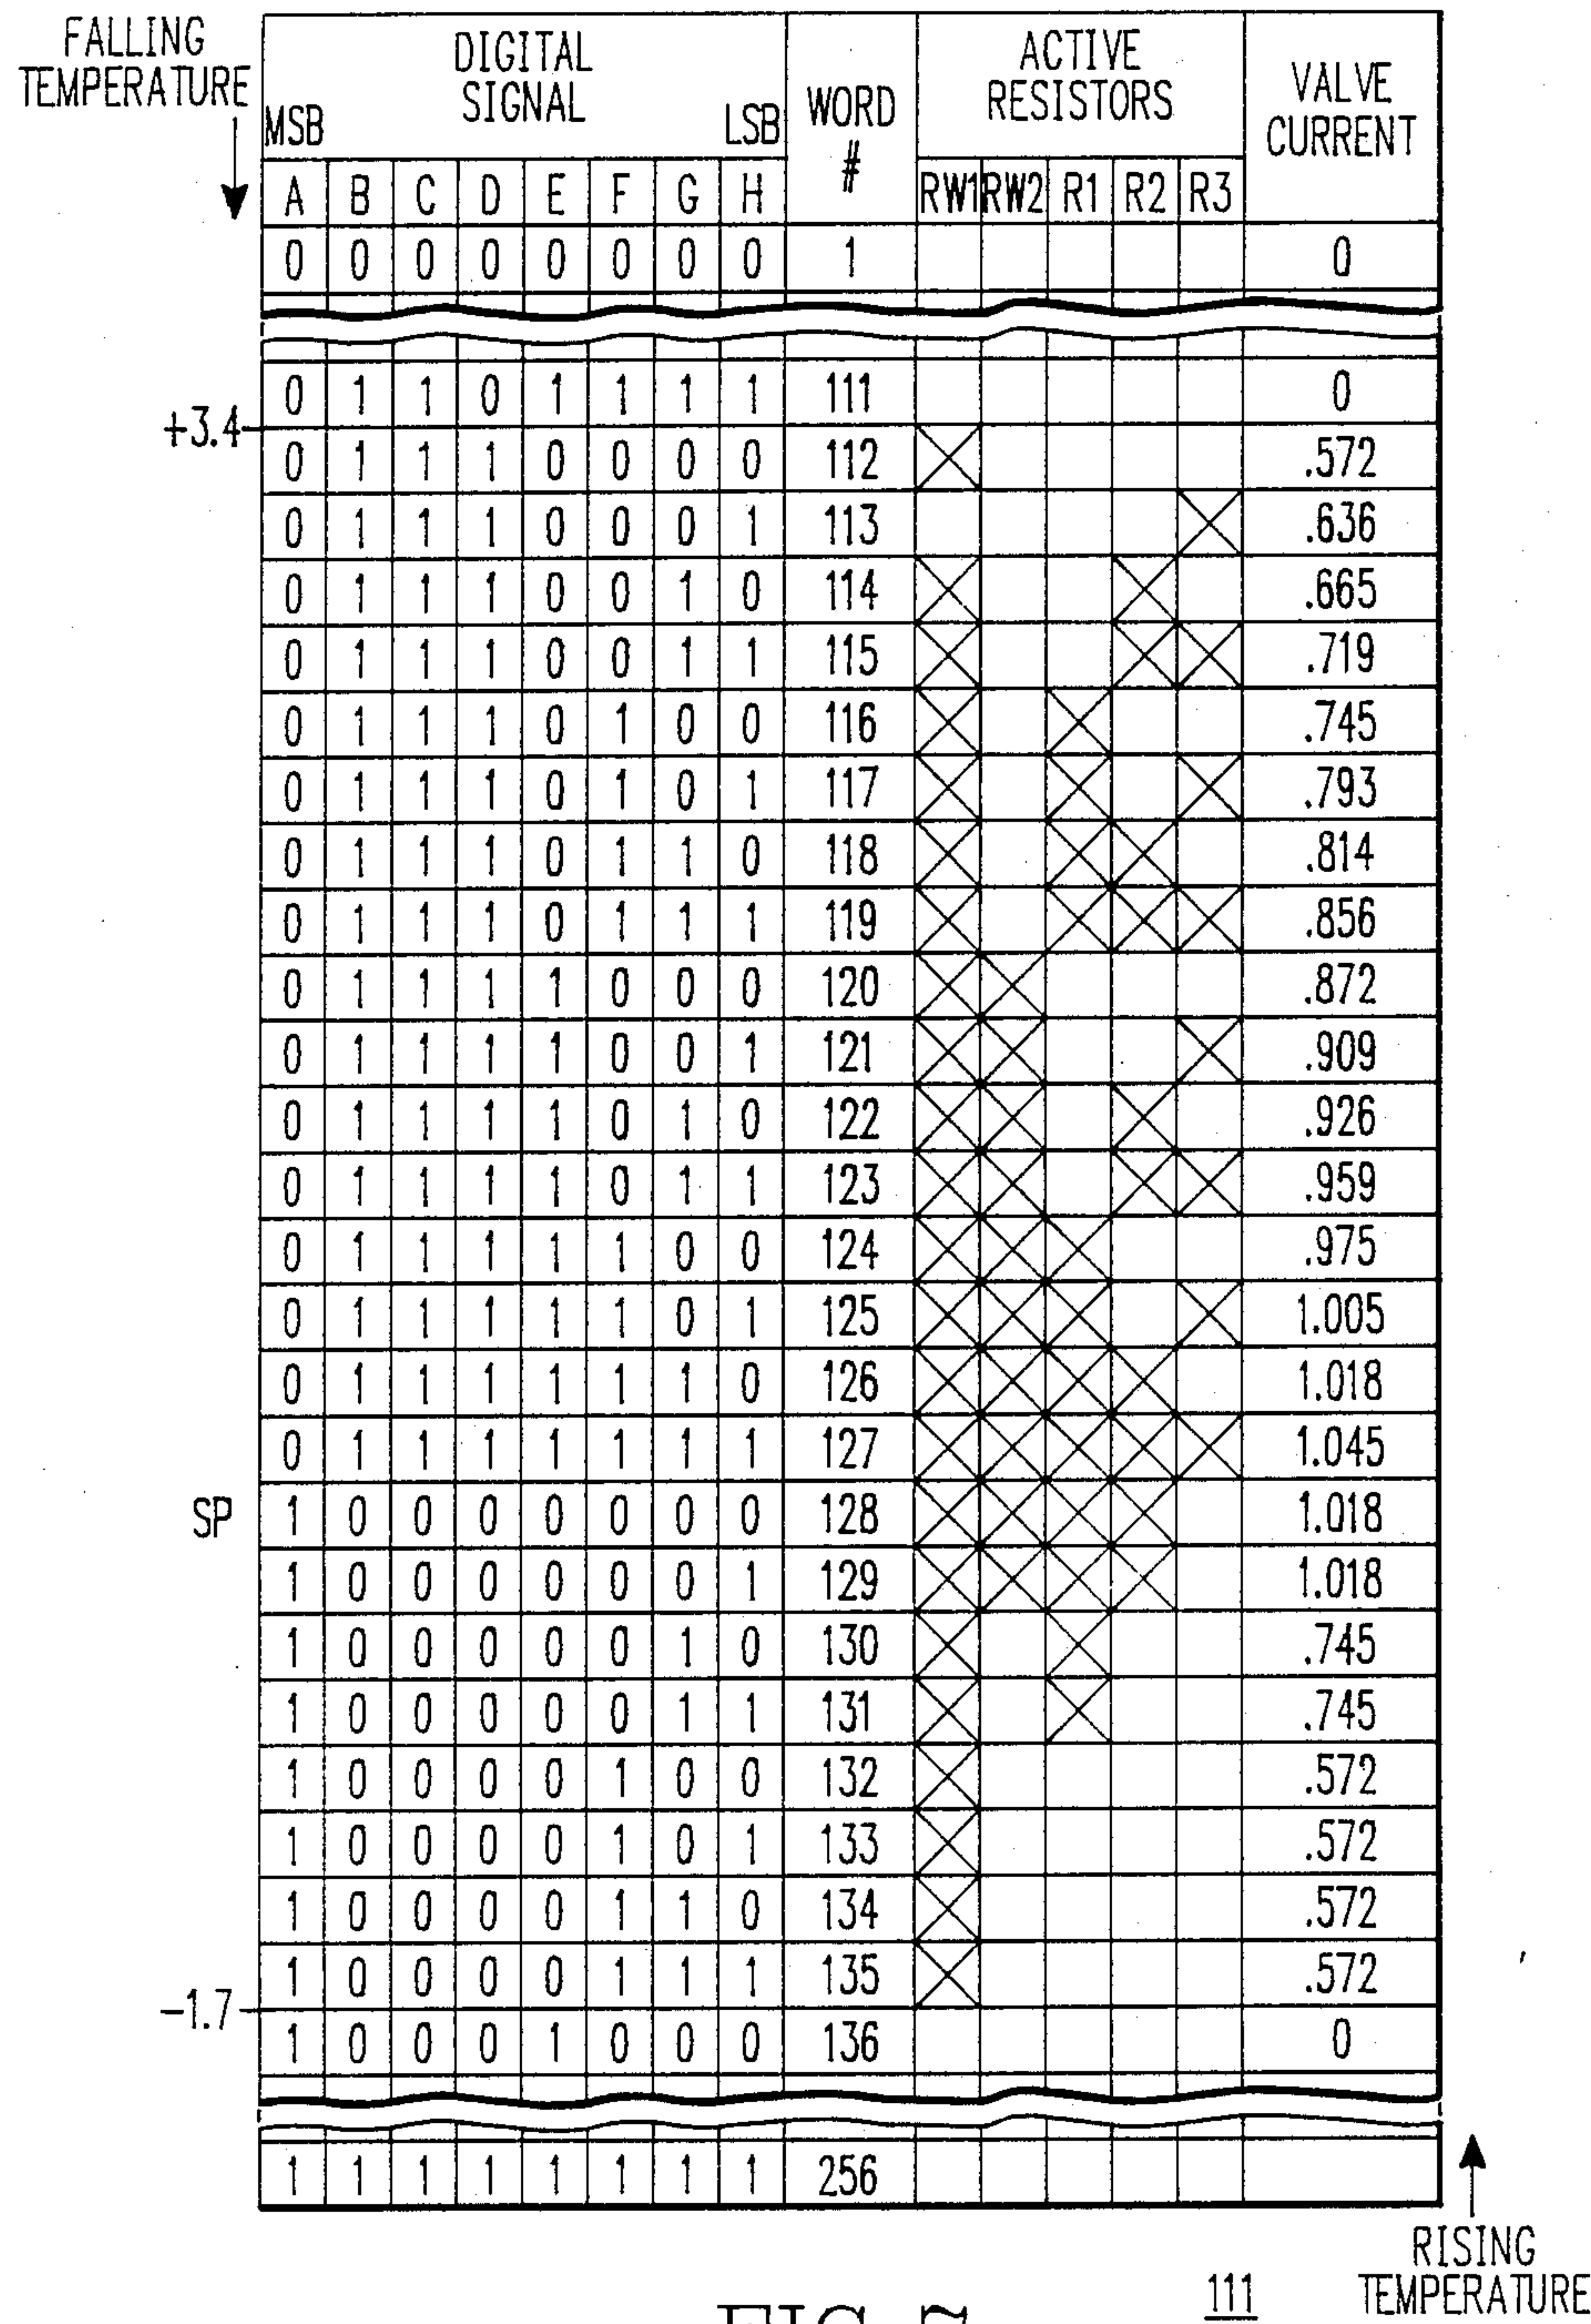 FALLING
TEMPERATURE
DIGITAL
SIGNAL
MSB LSB
WORD
#
ACTIVE
RESISTORS
VALVE
CURRENT
A B C D E F G H RW1 RW2 R1 R2 R3
0 0 0 0 0 0 0 0 1 0
0 1 1 0 1 1 1 1 111 0
+3.4
0 1 1 1 0 0 0 0 112 .572
0 1 1 1 0 0 0 1 113 .636
0 1 1 1 0 0 1 0 114 .665
0 1 1 1 0 0 1 1 115 .719
0 1 1 1 0 1 0 0 116 .745
0 1 1 1 0 1 0 1 117 .793
0 1 1 1 0 1 1 0 118 .814
0 1 1 1 0 1 1 1 119 .856
0 1 1 1 1 0 0 0 120 .872
0 1 1 1 1 0 0 1 121 .909
0 1 1 1 1 0 1 0 122 .926
0 1 1 1 1 0 1 1 123 .959
0 1 1 1 1 1 0 0 124 .975
0 1 1 1 1 1 0 1 125 1.005
0 1 1 1 1 1 1 0 126 1.018
0 1 1 1 1 1 1 1 127 1.045
SP 1 0 0 0 0 0 0 0 128 1.018
1 0 0 0 0 0 0 1 129 1.018
1 0 0 0 0 0 1 0 130 .745
1 0 0 0 0 0 1 1 131 .745
1 0 0 0 0 1 0 0 132 .572
1 0 0 0 0 1 0 1 133 .572
1 0 0 0 0 1 1 0 134 .572
1 0 0 0 0 1 1 1 135 .572
-1.7
1 0 0 0 1 0 0 0 136 0
1 1 1 1 1 1 1 1 256
RISING
TEMPERATURE
111